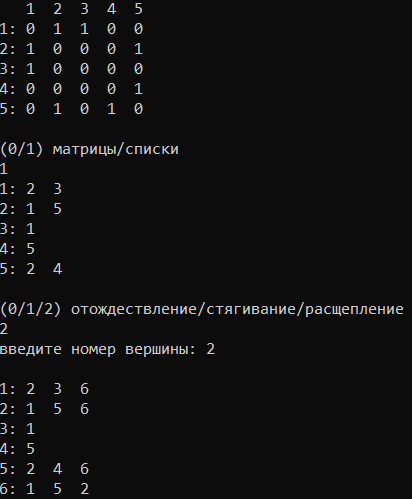 1 2 3 4 5
1: 0 1 1 0 0
2: 1 0 0 0 1
3: 1 0 0 0 0
4: 0 0 0 0 1
5: 0 1 0 1 0
(0/1) матрицы/списки
1
1: 2 3
2: 1 5
3: 1
4: 5
5: 2 4
(0/1/2) отождествление/стягивание/расщепление
2
введите номер вершины: 2
1: 2 3 6
2: 1 5 6
3: 1
4: 5
5: 2 4 6
6: 1 5 2